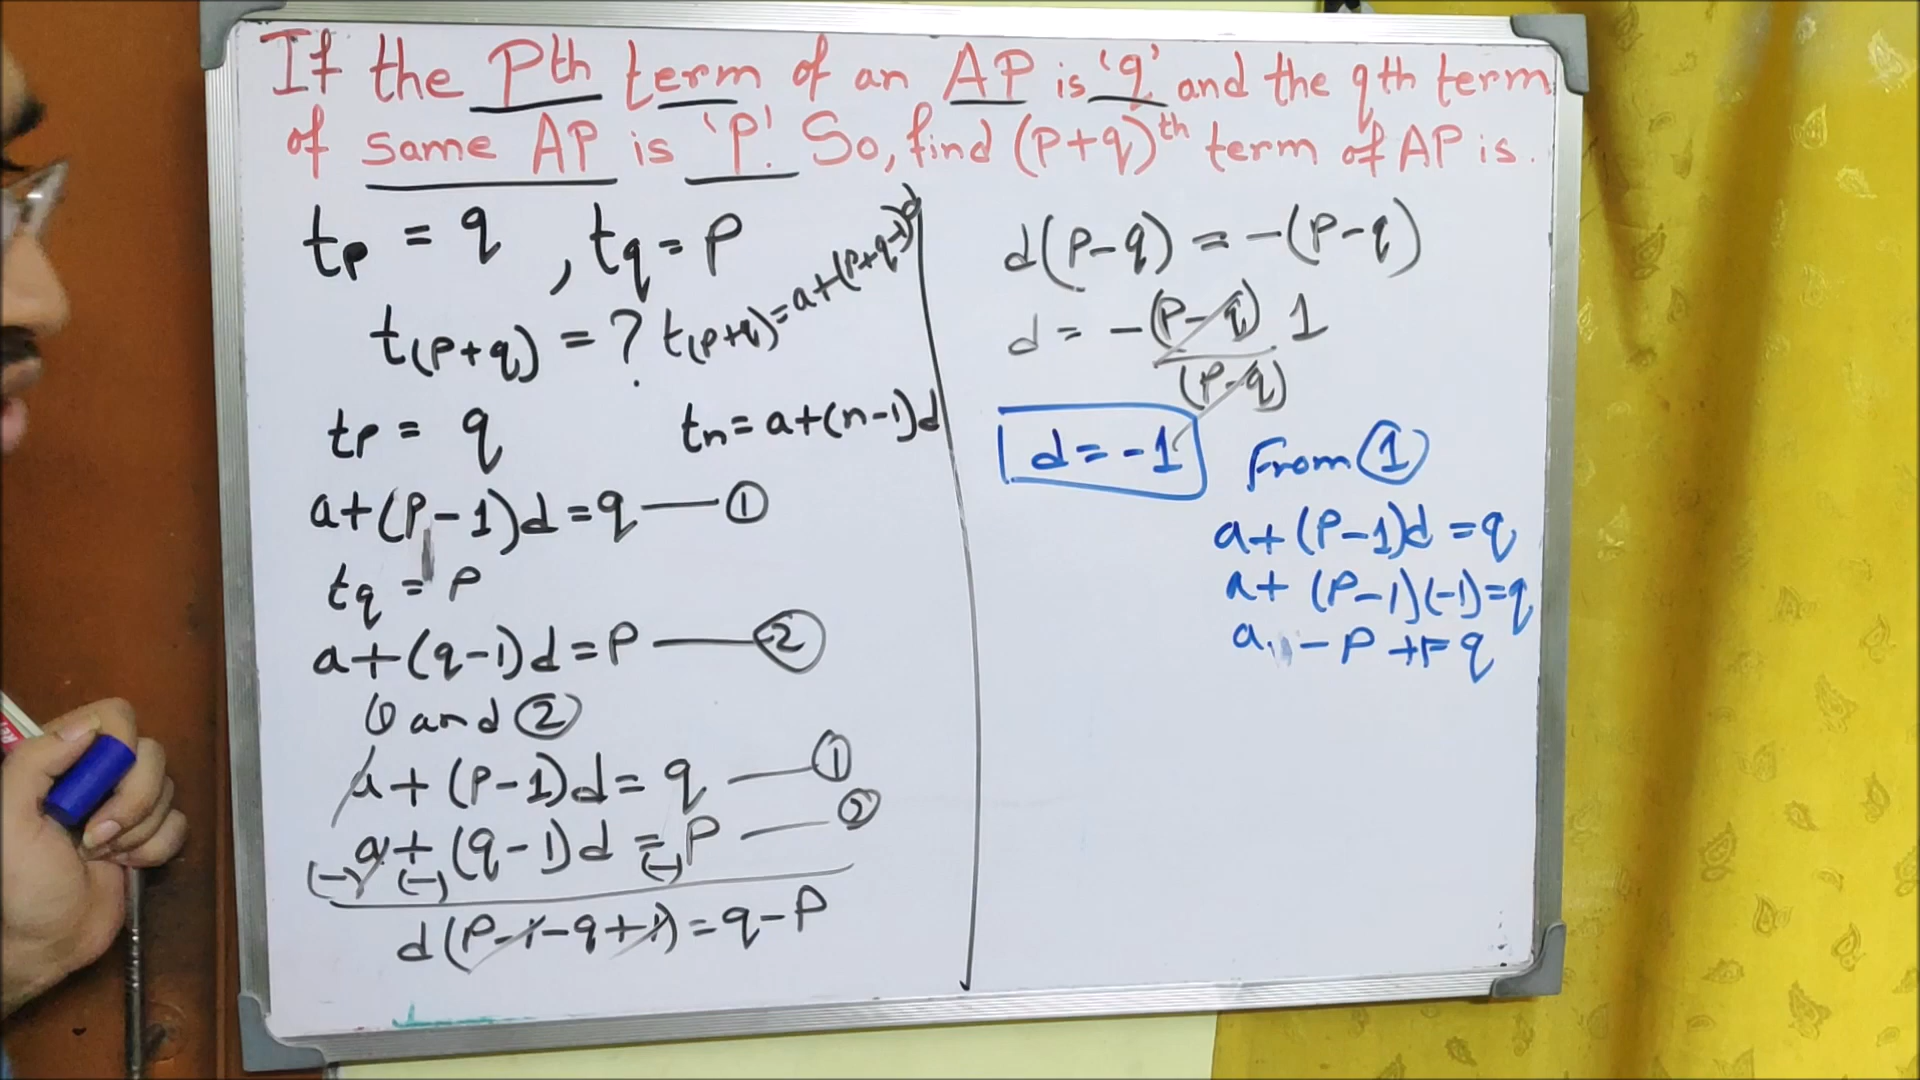 If the Pth term of an AP is 'q' and the qth term
of same AP is 'P'. So, find (P+q)th term of AP is.
tP = q , tq = P
t(P+q) = ? t(P+q) = a+(P+q-1)d
tP = q tn = a+(n-1)d
a+(P-1)d = q —— ①
tq = P
a+(q-1)d = P —— ②
① and ②
a+(P-1)d = q —— ①
a+(q-1)d = P —— ②
(-) (-) (-)
d(P-1-q+1) = q-P
d(P-q) = -(P-q)
d = -(P-q) 1
(P-q)
d = -1 From ①
a+(P-1)d = q
a+ (P-1)(-1) = q
a -P +1= q